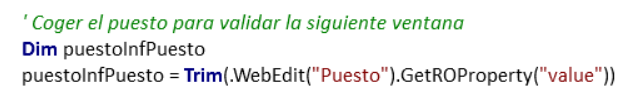 ' Coger el puesto para validar la siguiente ventana
Dim puestoInfPuesto
puestoInfPuesto = Trim(.WebEdit("Puesto").GetROProperty("value"))